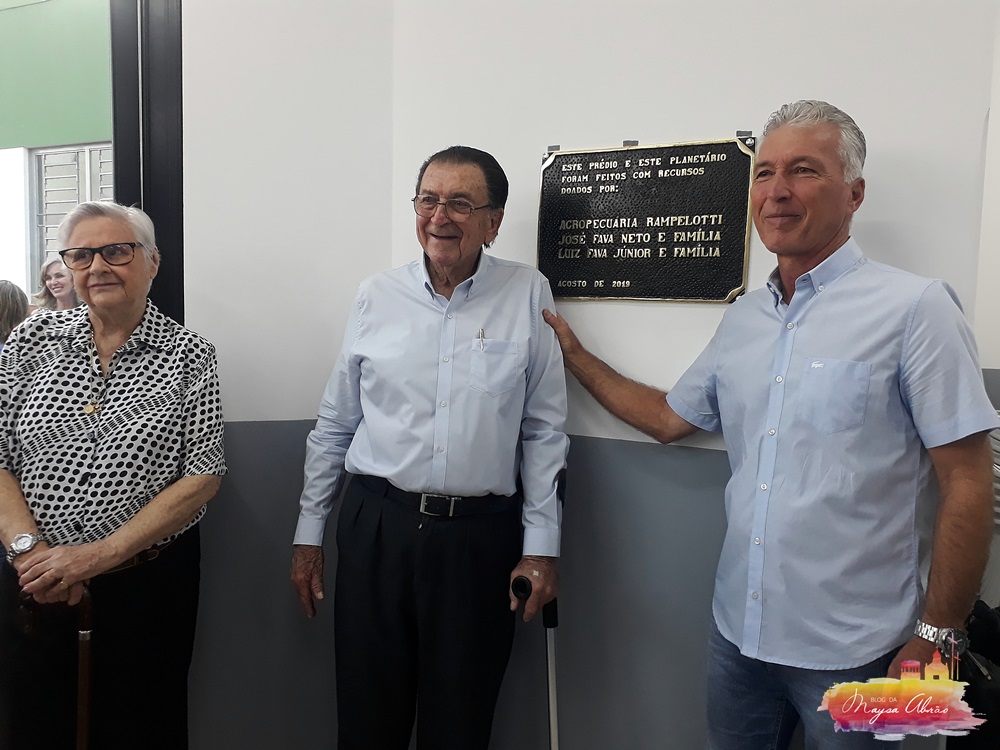 ESTE PRÉDIO E ESTE PLANETÁRIO
FORAM FEITOS COM RECURSOS
DOADOS POR:
AGROPECUÁRIA RAMPELOTTI
JOSÉ FAVA NETO E FAMÍLIA
LUIZ FAVA JÚNIOR E FAMÍLIA
AGOSTO DE 2019
BLOG DA
Maysa Abrão